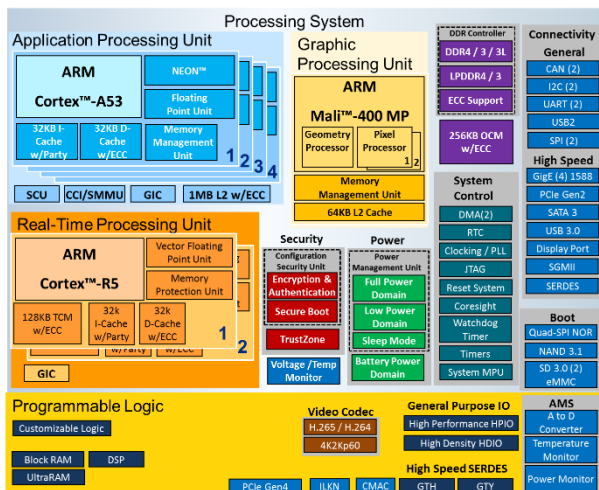 Processing System
Application Processing Unit
ARM
Cortex™-A53
NEON™
Floating
Point Unit
32KB I-
Cache
w/Party
32KB D-
Cache
w/ECC
Memory
Management
Unit
1
2
3
4
SCU
CCI/SMMU
GIC
1MB L2 w/ECC
Graphic
Processing Unit
ARM
Mali™-400 MP
Geometry
Processor
Pixel
Processor
1
2
Memory
Management Unit
64KB L2 Cache
DDR Controller
DDR4 / 3 / 3L
LPDDR4 / 3
ECC Support
256KB OCM
w/ECC
Connectivity
General
CAN (2)
I2C (2)
UART (2)
USB2
SPI (2)
High Speed
GigE (4) 1588
PCIe Gen2
SATA 3
USB 3.0
Display Port
SGMII
SERDES
Real-Time Processing Unit
ARM
Cortex™-R5
Vector Floating
Point Unit
Memory
Protection Unit
128KB TCM
w/ECC
32k
I-Cache
w/Party
32k
D-Cache
w/ECC
1
w/Party
w/ECC
2
GIC
Security
Configuration
Security Unit
Encryption &
Authentication
Secure Boot
TrustZone
Voltage /Temp
Monitor
Power
Power
Management Unit
Full Power
Domain
Low Power
Domain
Sleep Mode
Battery Power
Domain
System
Control
DMA(2)
RTC
Clocking / PLL
JTAG
Reset System
Coresight
Watchdog
Timer
Timers
System MPU
Boot
Quad-SPI NOR
NAND 3.1
SD 3.0 (2)
eMMC
Programmable Logic
Customizable Logic
Block RAM
DSP
UltraRAM
Video Codec
H.265 / H.264
4K2Kp60
General Purpose IO
High Performance HPIO
High Density HDIO
High Speed SERDES
PCIe Gen4
ILKN
CMAC
GTH
GTY
AMS
A to D
Converter
Temperature
Monitor
Power Monitor